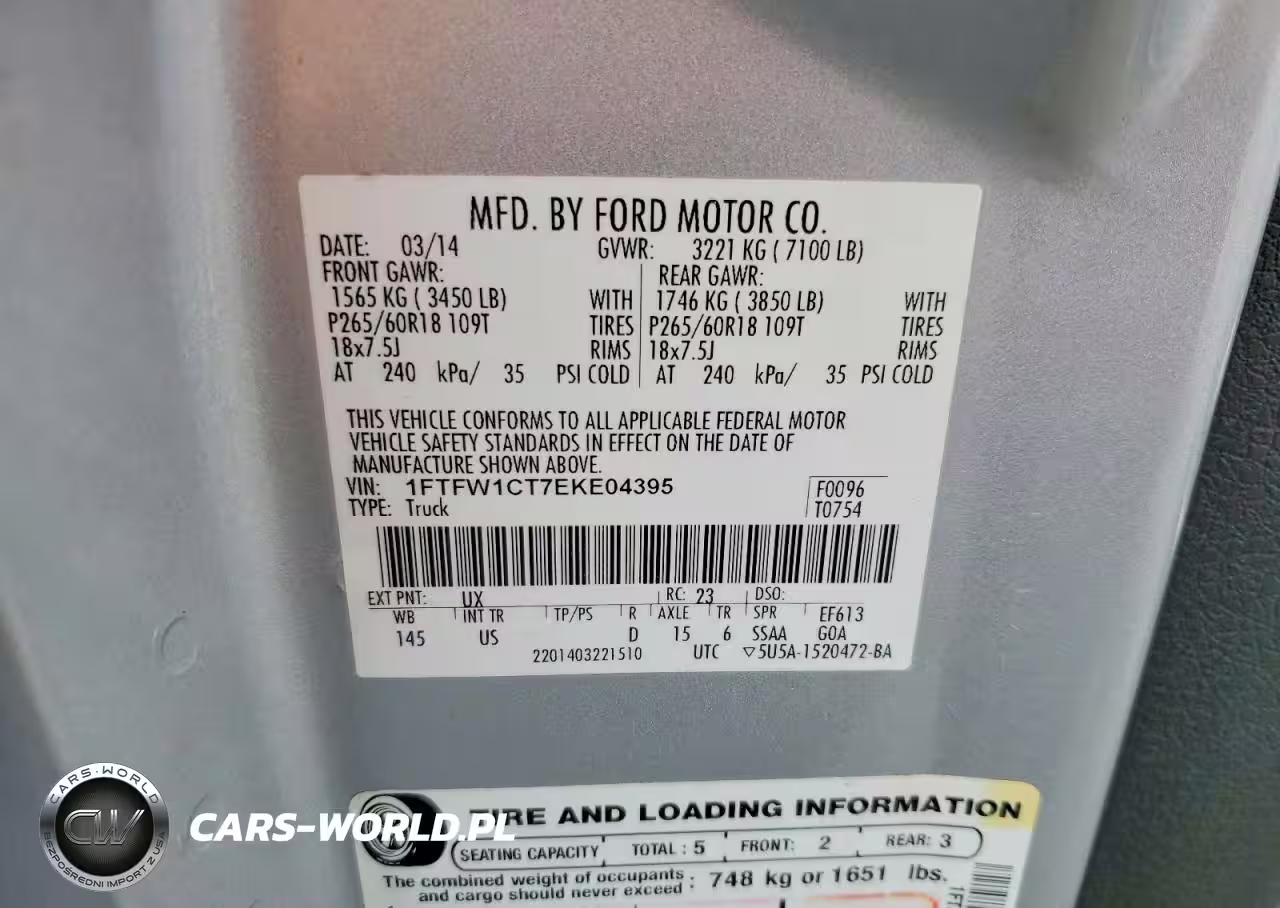 MFD. BY FORD MOTOR CO.
DATE: 03/14 GVWR: 3221 KG ( 7100 LB)
FRONT GAWR: REAR GAWR:
1565 KG ( 3450 LB) WITH 1746 KG ( 3850 LB) WITH
P265/60R18 109T TIRES P265/60R18 109T TIRES
18x7.5J RIMS 18x7.5J RIMS
AT 240 kPa/ 35 PSI COLD AT 240 kPa/ 35 PSI COLD
THIS VEHICLE CONFORMS TO ALL APPLICABLE FEDERAL MOTOR
VEHICLE SAFETY STANDARDS IN EFFECT ON THE DATE OF
MANUFACTURE SHOWN ABOVE.
VIN: 1FTFW1CT7EKE04395 F0096
TYPE: Truck T0754
EXT PNT: UX RC: 23 DSO:
WB INT TR TP/PS R AXLE TR SPR EF613
145 US D 15 6 SSAA GOA
2201403221510 UTC ▽5U5A-1520472-BA
CARS-WORLD
CW
BEZPOŚREDNI IMPORT Z USA
CARS-WORLD.PL
TIRE AND LOADING INFORMATION
SEATING CAPACITY TOTAL : 5 FRONT: 2 REAR: 3
The combined weight of occupants
and cargo should never exceed : 748 kg or 1651 lbs.